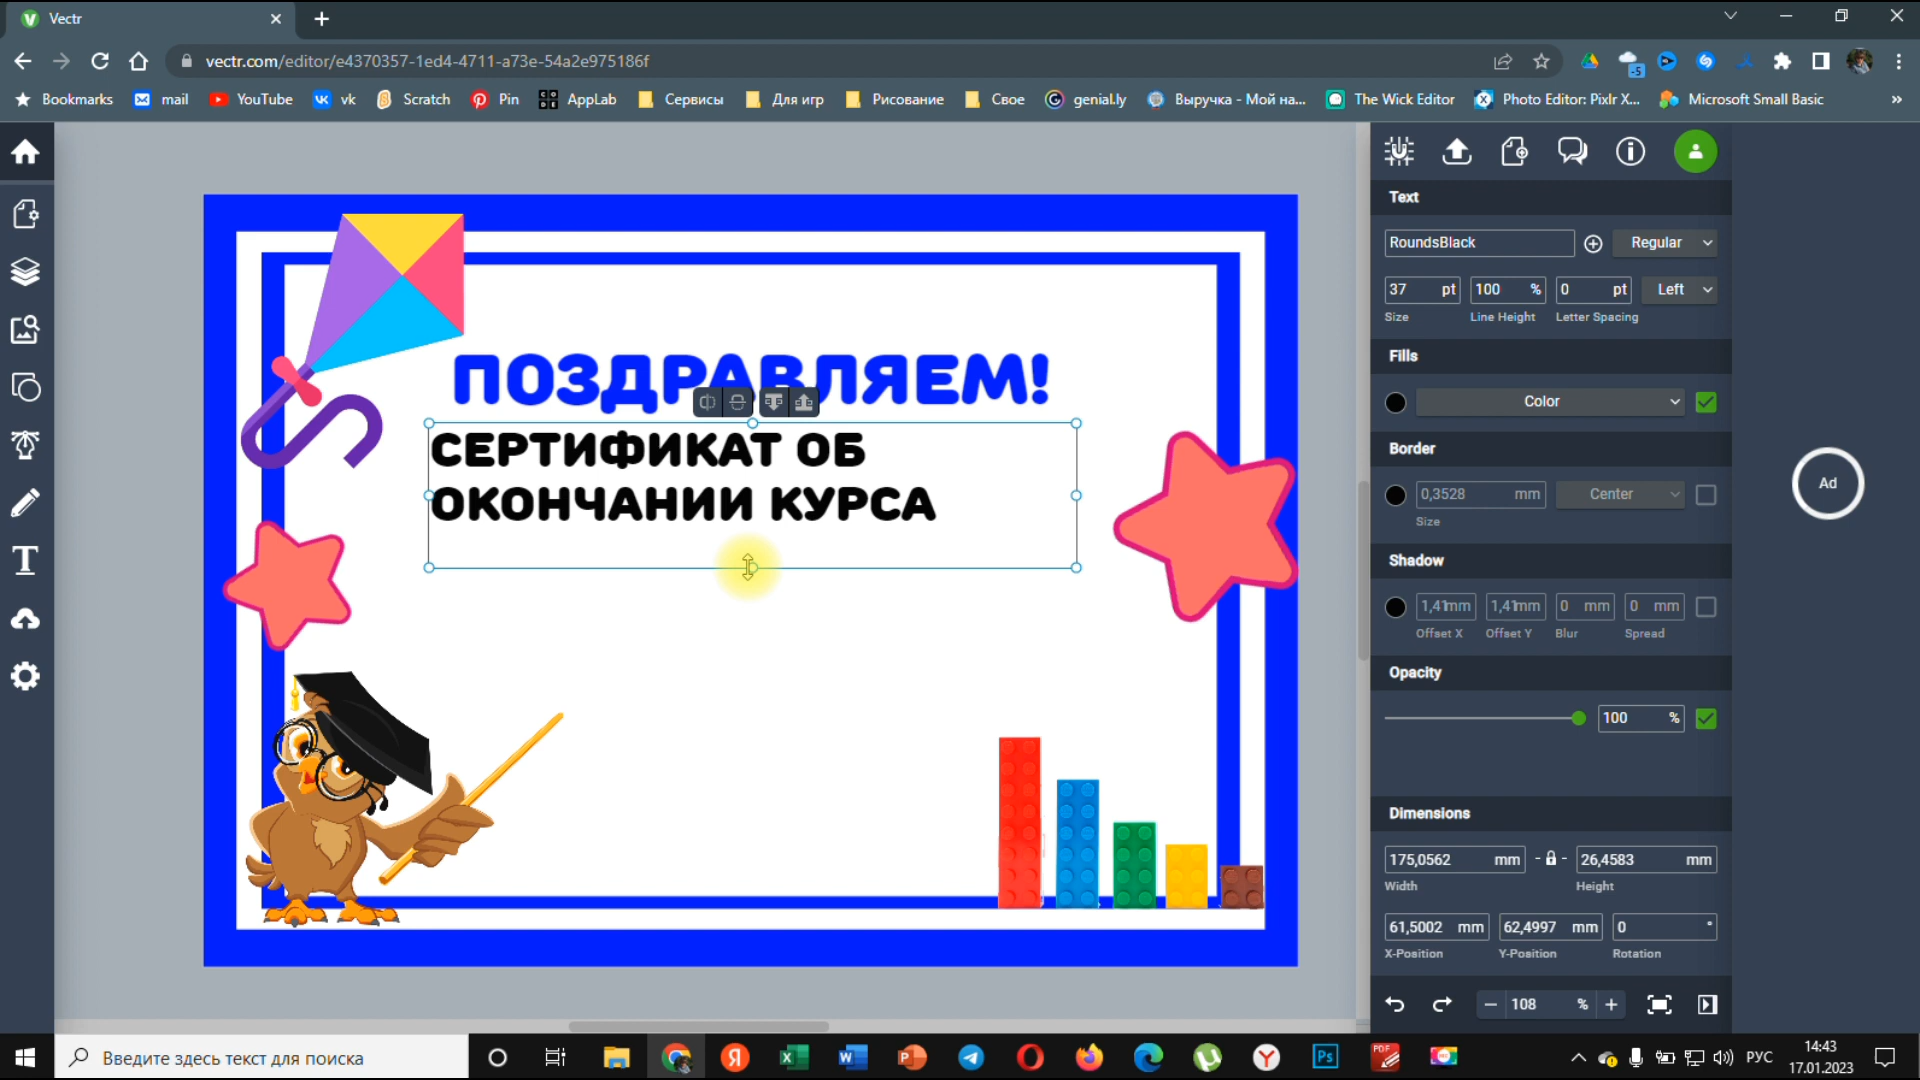 Vectr
vectr.com/editor/e4370357-1ed4-4711-a73e-54a2e975186f
-5
Bookmarks mail YouTube vk Scratch Pin AppLab Сервисы Для игр Рисование Свое genial.ly Выручка - Мой на... The Wick Editor Photo Editor: Pixlr X... Microsoft Small Basic »
Text
RoundsBlack Regular
37 pt 100 % 0 pt Left
Size Line Height Letter Spacing
Fills
Color
Border
0,3528 mm Center
Size
Shadow
1,41mm 1,41mm 0 mm 0 mm
Offset X Offset Y Blur Spread
Opacity
100 %
Dimensions
175,0562 mm 26,4583 mm
Width Height
61,5002 mm 62,4997 mm 0 °
X-Position Y-Position Rotation
108 %
Ad
ПОЗДРАВЛЯЕМ!
СЕРТИФИКАТ ОБ
ОКОНЧАНИИ КУРСА
Введите здесь текст для поиска
РУС
14:43
17.01.2023